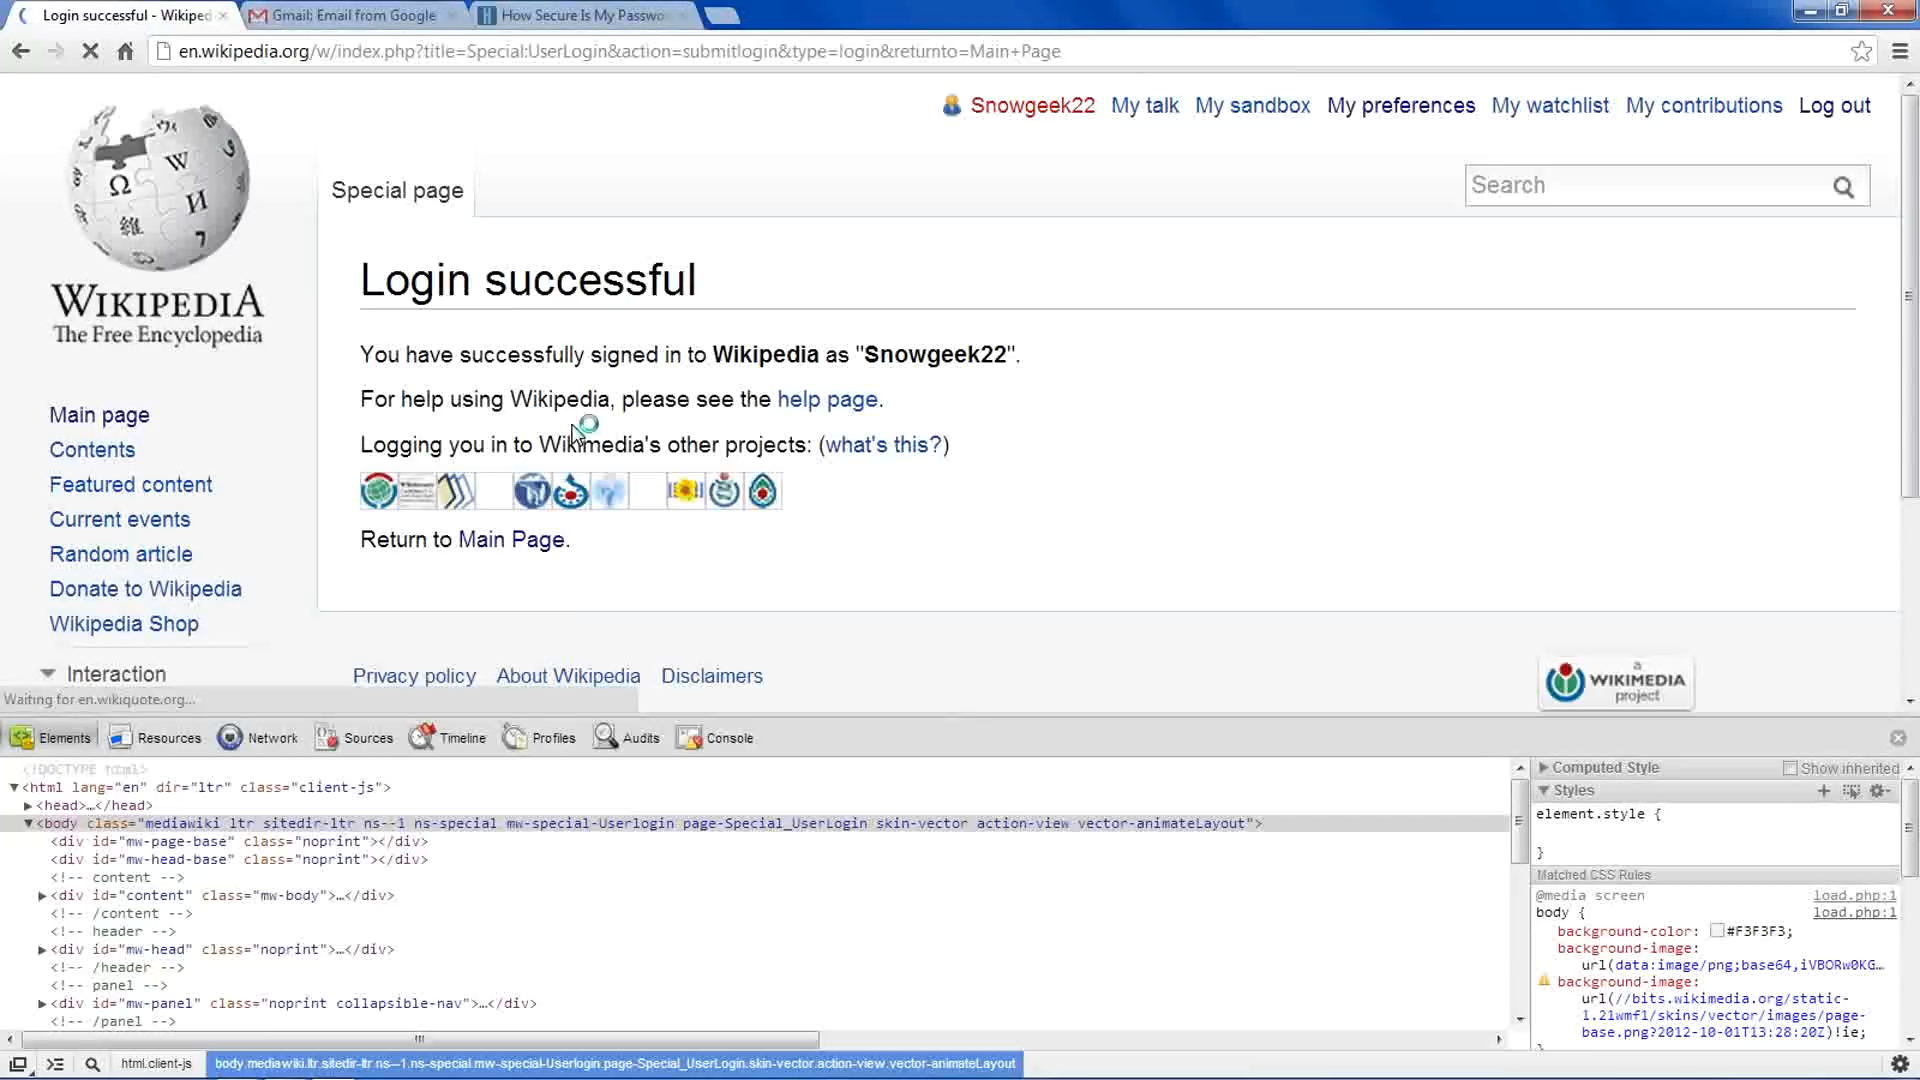 Login successful - Wikiped
Gmail: Email from Google
How Secure Is My Passwo
en.wikipedia.org/w/index.php?title=Special:UserLogin&action=submitlogin&type=login&returnto=Main+Page
Snowgeek22 My talk My sandbox My preferences My watchlist My contributions Log out
Special page
Search
WIKIPEDIA
The Free Encyclopedia
Login successful
You have successfully signed in to Wikipedia as "Snowgeek22".
For help using Wikipedia, please see the help page.
Logging you in to Wikimedia's other projects: (what's this?)
Return to Main Page.
Main page
Contents
Featured content
Current events
Random article
Donate to Wikipedia
Wikipedia Shop
Interaction
Privacy policy About Wikipedia Disclaimers
a
WIKIMEDIA
project
Waiting for en.wikiquote.org...
Elements Resources Network Sources Timeline Profiles Audits Console
<!DOCTYPE html>
<html lang="en" dir="ltr" class="client-js">
<head>…</head>
<body class="mediawiki ltr sitedir-ltr ns--1 ns-special mw-special-Userlogin page-Special_UserLogin skin-vector action-view vector-animateLayout">
<div id="mw-page-base" class="noprint"></div>
<div id="mw-head-base" class="noprint"></div>
<!-- content -->
<div id="content" class="mw-body">…</div>
<!-- /content -->
<!-- header -->
<div id="mw-head" class="noprint">…</div>
<!-- /header -->
<!-- panel -->
<div id="mw-panel" class="noprint collapsible-nav">…</div>
<!-- /panel -->
Computed Style Show inherited
Styles
element.style {
}
Matched CSS Rules
@media screen load.php:1
body { load.php:1
background-color: #F3F3F3;
background-image:
url(data:image/png;base64,iVBORw0KG…
background-image:
url(//bits.wikimedia.org/static-
1.21wmf1/skins/vector/images/page-
base.png?2012-10-01T13:28:20Z)!ie;
html.client-js body.mediawiki.ltr.sitedir-ltr.ns--1.ns-special.mw-special-Userlogin.page-Special_UserLogin.skin-vector.action-view.vector-animateLayout